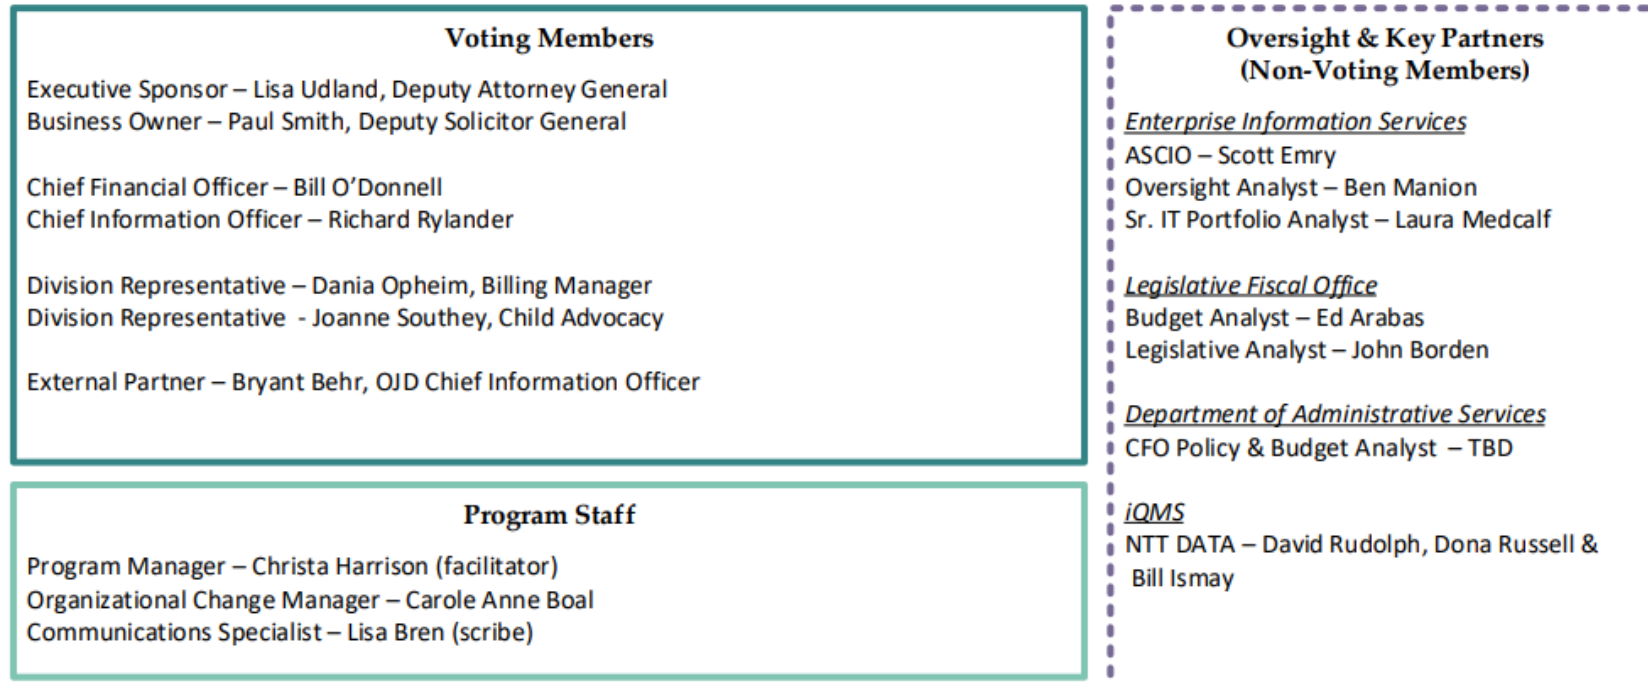 Voting Members
Executive Sponsor – Lisa Udland, Deputy Attorney General
Business Owner – Paul Smith, Deputy Solicitor General
Chief Financial Officer – Bill O’Donnell
Chief Information Officer – Richard Rylander
Division Representative – Dania Opheim, Billing Manager
Division Representative - Joanne Southey, Child Advocacy
External Partner – Bryant Behr, OJD Chief Information Officer
Program Staff
Program Manager – Christa Harrison (facilitator)
Organizational Change Manager – Carole Anne Boal
Communications Specialist – Lisa Bren (scribe)
Oversight & Key Partners
(Non-Voting Members)
Enterprise Information Services
ASCIO – Scott Emry
Oversight Analyst – Ben Manion
Sr. IT Portfolio Analyst – Laura Medcalf
Legislative Fiscal Office
Budget Analyst – Ed Arabas
Legislative Analyst – John Borden
Department of Administrative Services
CFO Policy & Budget Analyst – TBD
iQMS
NTT DATA – David Rudolph, Dona Russell &
Bill Ismay